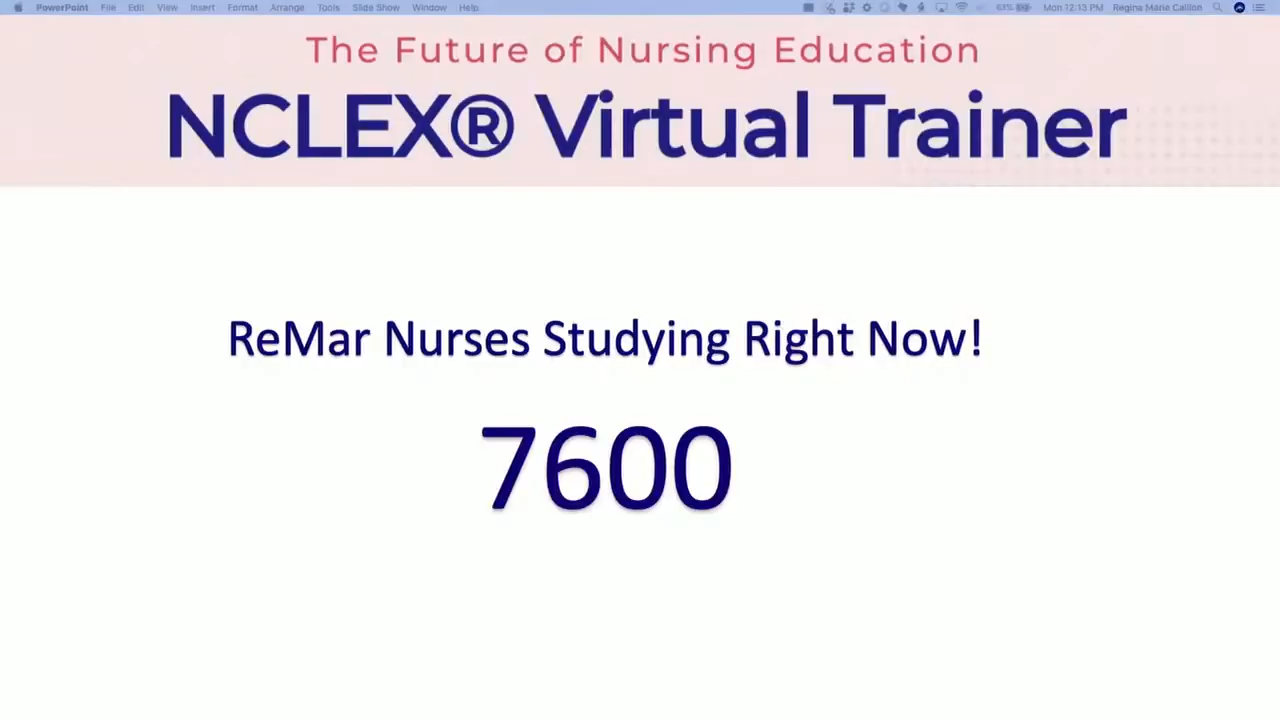 PowerPoint File Edit View Insert Format Arrange Tools Slide Show Window Help 61% Mon 12:13 PM Regina Marie Callion
The Future of Nursing Education
NCLEX® Virtual Trainer
ReMar Nurses Studying Right Now!
7600